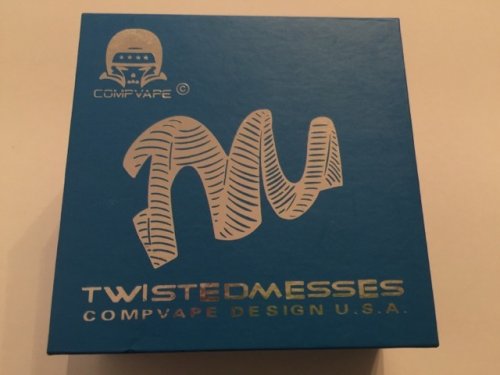 COMPVAPE ©
TWISTEDMESSES
COMPVAPE DESIGN U.S.A.